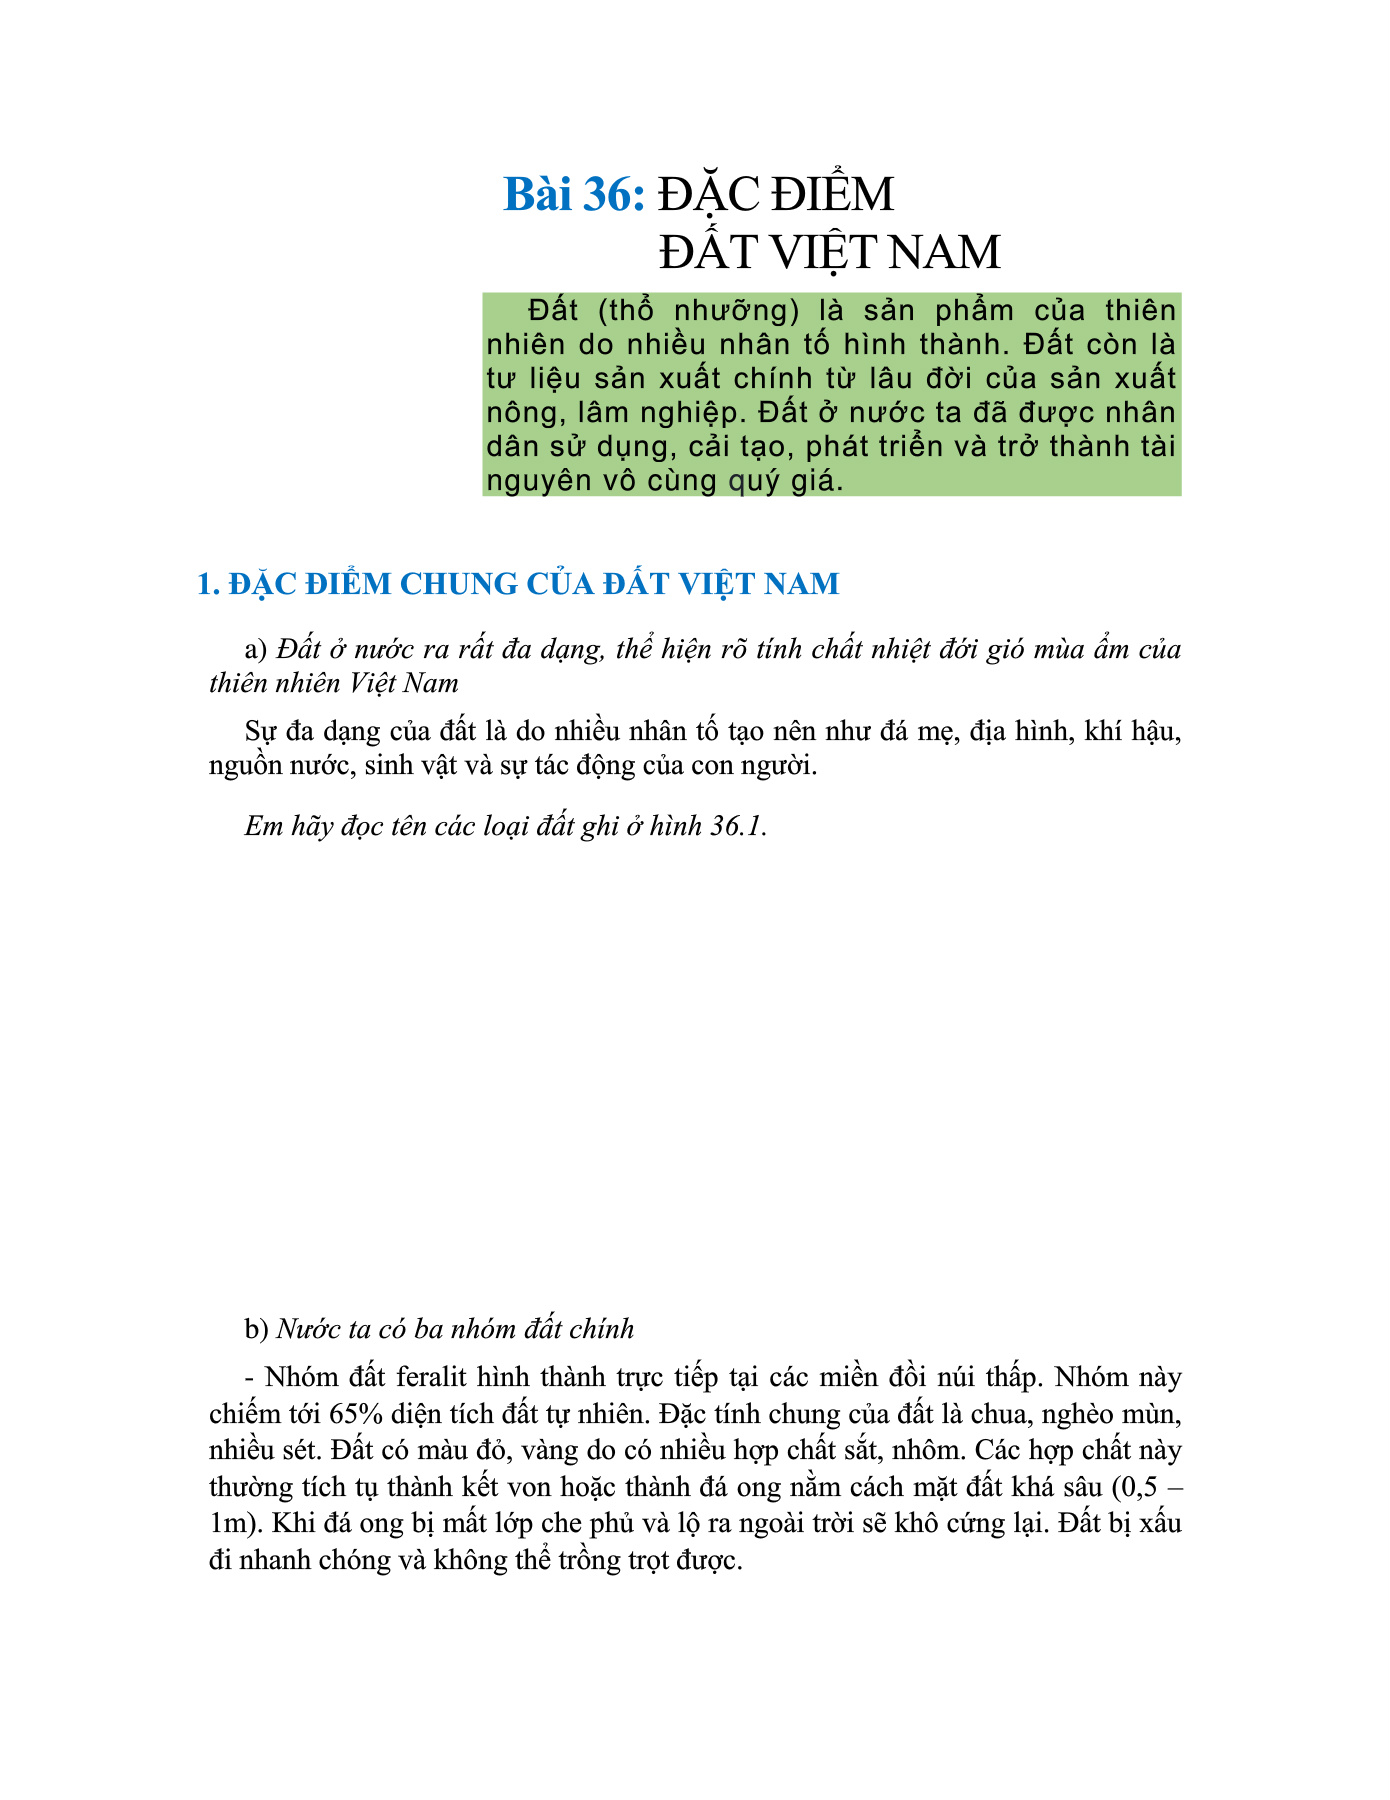 Bài 36: ĐẶC ĐIỂM
ĐẤT VIỆT NAM
Đất (thổ nhưỡng) là sản phẩm của thiên
nhiên do nhiều nhân tố hình thành. Đất còn là
tư liệu sản xuất chính từ lâu đời của sản xuất
nông, lâm nghiệp. Đất ở nước ta đã được nhân
dân sử dụng, cải tạo, phát triển và trở thành tài
nguyên vô cùng quý giá.
1. ĐẶC ĐIỂM CHUNG CỦA ĐẤT VIỆT NAM
a) Đất ở nước ra rất đa dạng, thể hiện rõ tính chất nhiệt đới gió mùa ẩm của
thiên nhiên Việt Nam
Sự đa dạng của đất là do nhiều nhân tố tạo nên như đá mẹ, địa hình, khí hậu,
nguồn nước, sinh vật và sự tác động của con người.
Em hãy đọc tên các loại đất ghi ở hình 36.1.
b) Nước ta có ba nhóm đất chính
- Nhóm đất feralit hình thành trực tiếp tại các miền đồi núi thấp. Nhóm này
chiếm tới 65% diện tích đất tự nhiên. Đặc tính chung của đất là chua, nghèo mùn,
nhiều sét. Đất có màu đỏ, vàng do có nhiều hợp chất sắt, nhôm. Các hợp chất này
thường tích tụ thành kết von hoặc thành đá ong nằm cách mặt đất khá sâu (0,5 –
1m). Khi đá ong bị mất lớp che phủ và lộ ra ngoài trời sẽ khô cứng lại. Đất bị xấu
đi nhanh chóng và không thể trồng trọt được.